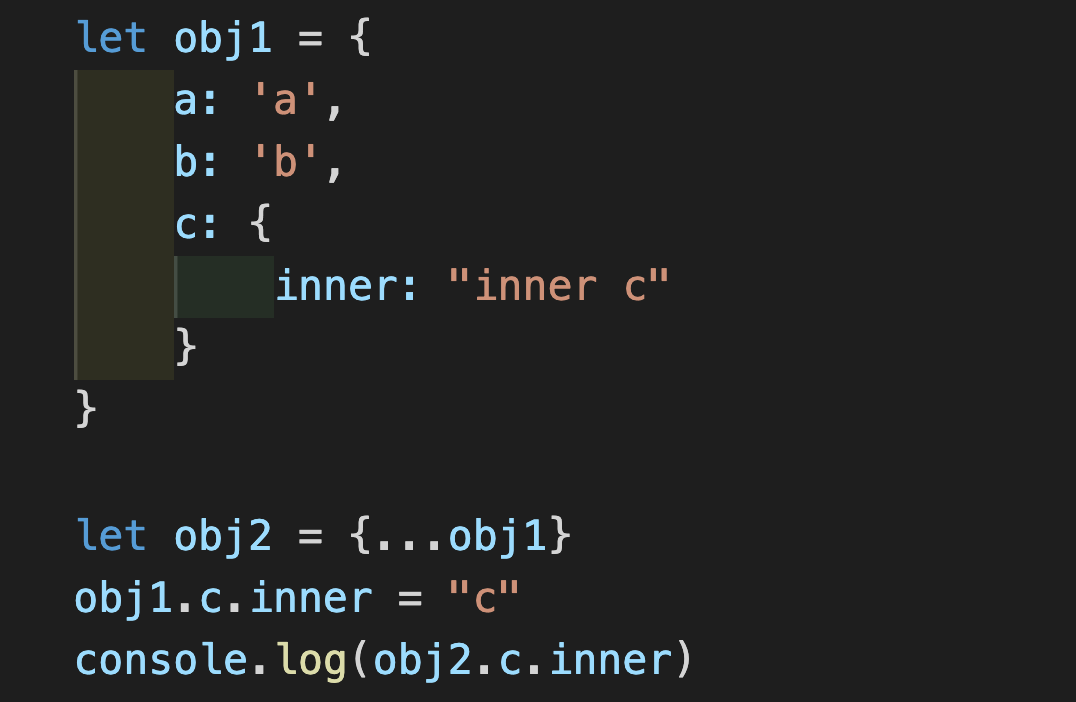 let obj1 = {
    a: 'a',
    b: 'b',
    c: {
        inner: "inner c"
    }
}

let obj2 = {...obj1}
obj1.c.inner = "c"
console.log(obj2.c.inner)